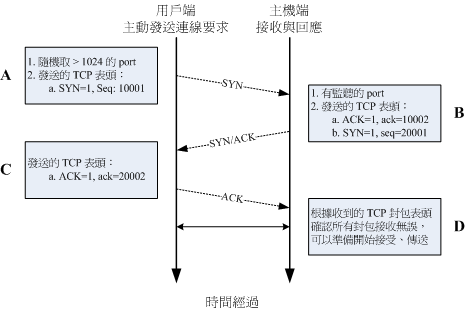 用戶端
主動發送連線要求
主機端
接收與回應
A
1. 隨機取 > 1024 的 port
2. 發送的 TCP 表頭：
a. SYN=1, Seq: 10001
SYN
1. 有監聽的 port
2. 發送的 TCP 表頭：
a. ACK=1, ack=10002
b. SYN=1, seq=20001
B
SYN/ACK
C
發送的 TCP 表頭：
a. ACK=1, ack=20002
ACK
根據收到的 TCP 封包表頭
確認所有封包接收無誤，
可以準備開始接受、傳送
D
時間經過